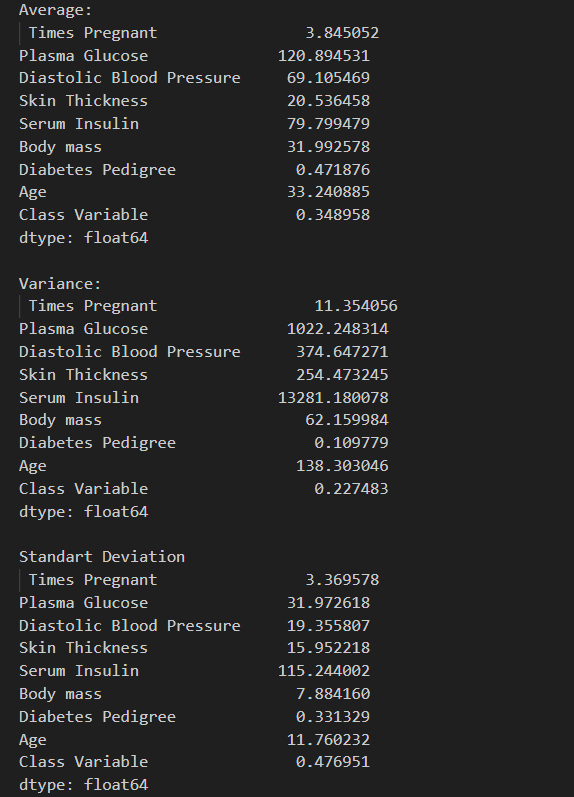 Average:
Times Pregnant 3.845052
Plasma Glucose 120.894531
Diastolic Blood Pressure 69.105469
Skin Thickness 20.536458
Serum Insulin 79.799479
Body mass 31.992578
Diabetes Pedigree 0.471876
Age 33.240885
Class Variable 0.348958
dtype: float64
Variance:
Times Pregnant 11.354056
Plasma Glucose 1022.248314
Diastolic Blood Pressure 374.647271
Skin Thickness 254.473245
Serum Insulin 13281.180078
Body mass 62.159984
Diabetes Pedigree 0.109779
Age 138.303046
Class Variable 0.227483
dtype: float64
Standart Deviation
Times Pregnant 3.369578
Plasma Glucose 31.972618
Diastolic Blood Pressure 19.355807
Skin Thickness 15.952218
Serum Insulin 115.244002
Body mass 7.884160
Diabetes Pedigree 0.331329
Age 11.760232
Class Variable 0.476951
dtype: float64